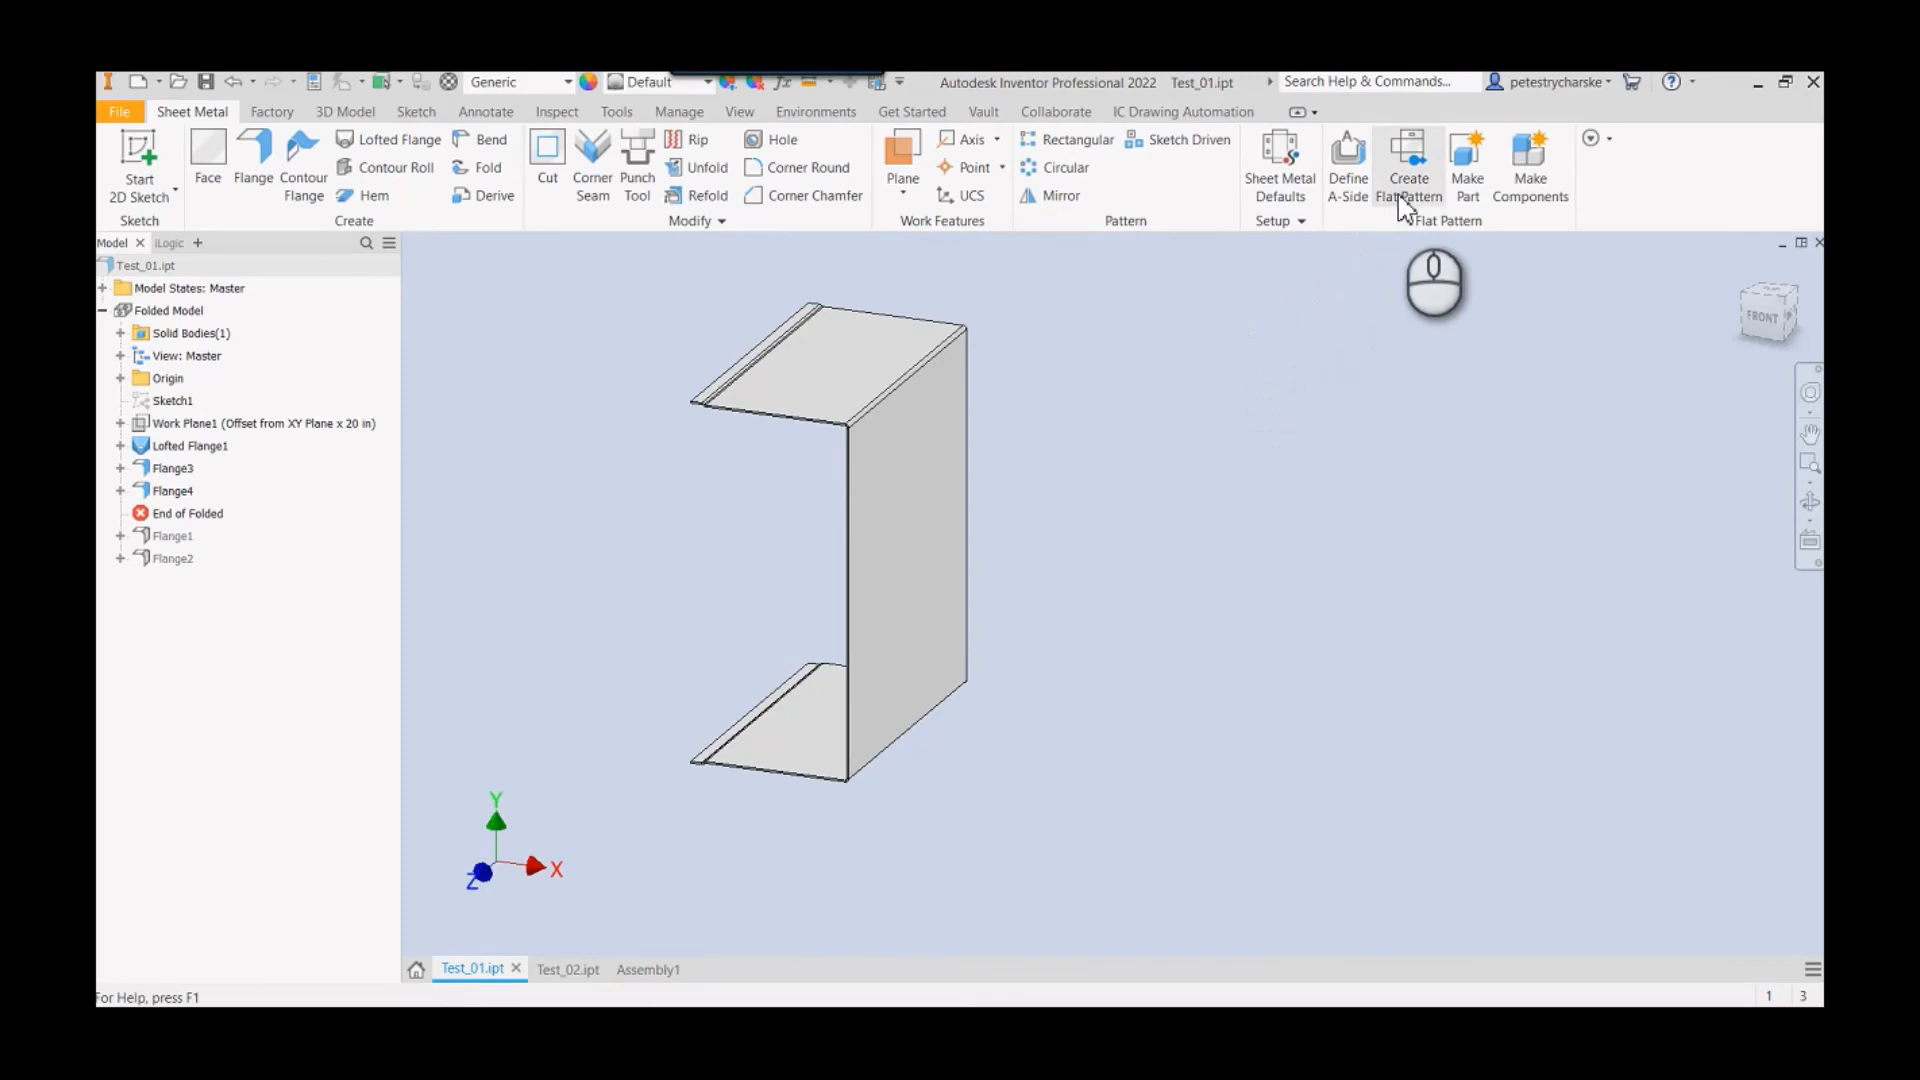 Generic
Default
Autodesk Inventor Professional 2022 Test_01.ipt
Search Help & Commands...
petestrycharske
File Sheet Metal Factory 3D Model Sketch Annotate Inspect Tools Manage View Environments Get Started Vault Collaborate IC Drawing Automation
Start
2D Sketch
Sketch
Face
Flange
Contour
Flange
Lofted Flange
Contour Roll
Hem
Bend
Fold
Derive
Create
Cut
Corner
Seam
Punch
Tool
Rip
Unfold
Refold
Hole
Corner Round
Corner Chamfer
Modify
Plane
Axis
Point
UCS
Work Features
Rectangular
Circular
Mirror
Sketch Driven
Pattern
Sheet Metal
Defaults
Setup
Define
A-Side
Create
Flat Pattern
Make
Part
Make
Components
Flat Pattern
Model iLogic
Test_01.ipt
Model States: Master
Folded Model
Solid Bodies(1)
View: Master
Origin
Sketch1
Work Plane1 (Offset from XY Plane x 20 in)
Lofted Flange1
Flange3
Flange4
End of Folded
Flange1
Flange2
FRONT
Y
X
Z
Test_01.ipt Test_02.ipt Assembly1
For Help, press F1
1 3